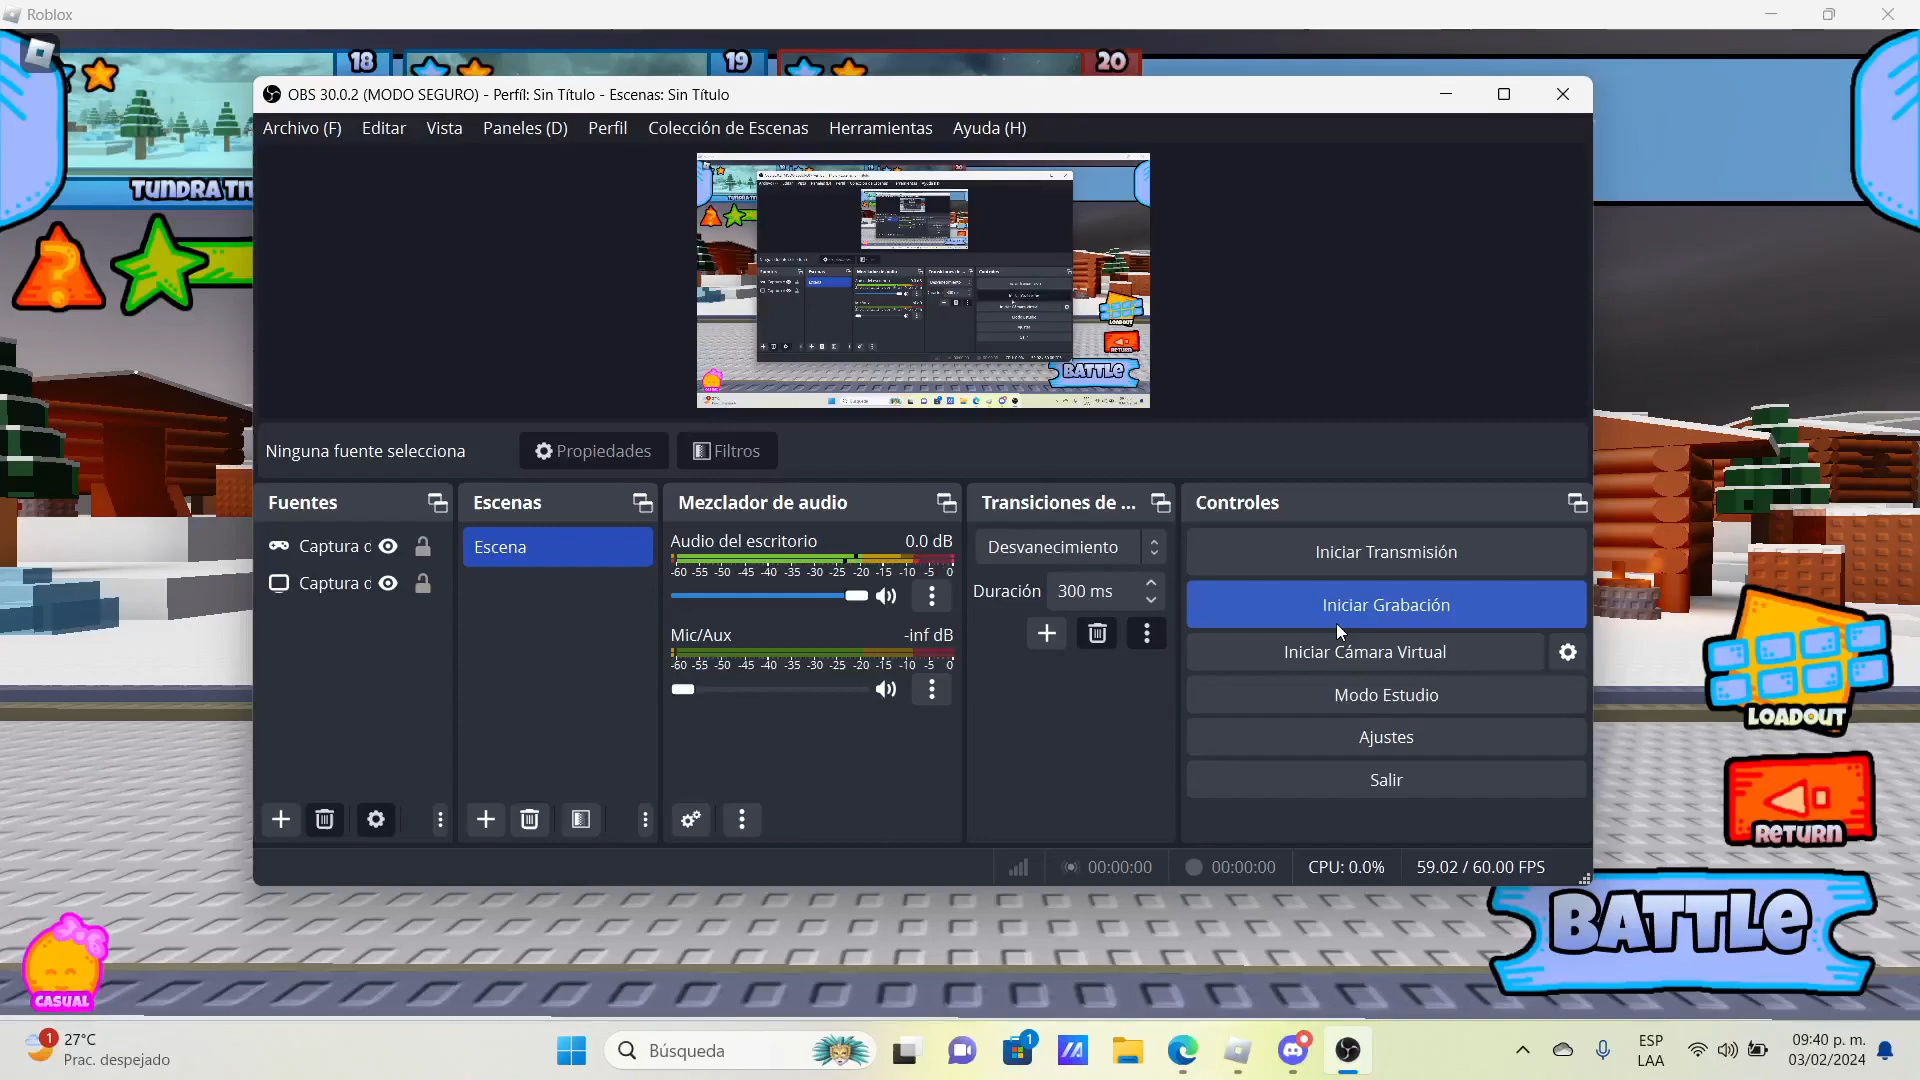 Roblox
18
19
20
TUNDRA TIT
OBS 30.0.2 (MODO SEGURO) - Perfil: Sin Título - Escenas: Sin Título
Archivo (F) Editar Vista Paneles (D) Perfil Colección de Escenas Herramientas Ayuda (H)
Ninguna fuente selecciona
Propiedades
Filtros
Fuentes
Captura d
Captura d
Escenas
Escena
Mezclador de audio
Audio del escritorio 0.0 dB
-60 -55 -50 -45 -40 -35 -30 -25 -20 -15 -10 -5 0
Mic/Aux -inf dB
-60 -55 -50 -45 -40 -35 -30 -25 -20 -15 -10 -5 0
Transiciones de ...
Desvanecimiento
Duración 300 ms
Controles
Iniciar Transmisión
Iniciar Grabación
Iniciar Cámara Virtual
Modo Estudio
Ajustes
Salir
00:00:00
00:00:00
CPU: 0.0%
59.02 / 60.00 FPS
BATTLE
LOADOUT
RETURN
LOADOUT
RETURN
BATTLE
CASUAL
1
27°C
Prac. despejado
Búsqueda
1
ESP
LAA
09:40 p. m.
03/02/2024